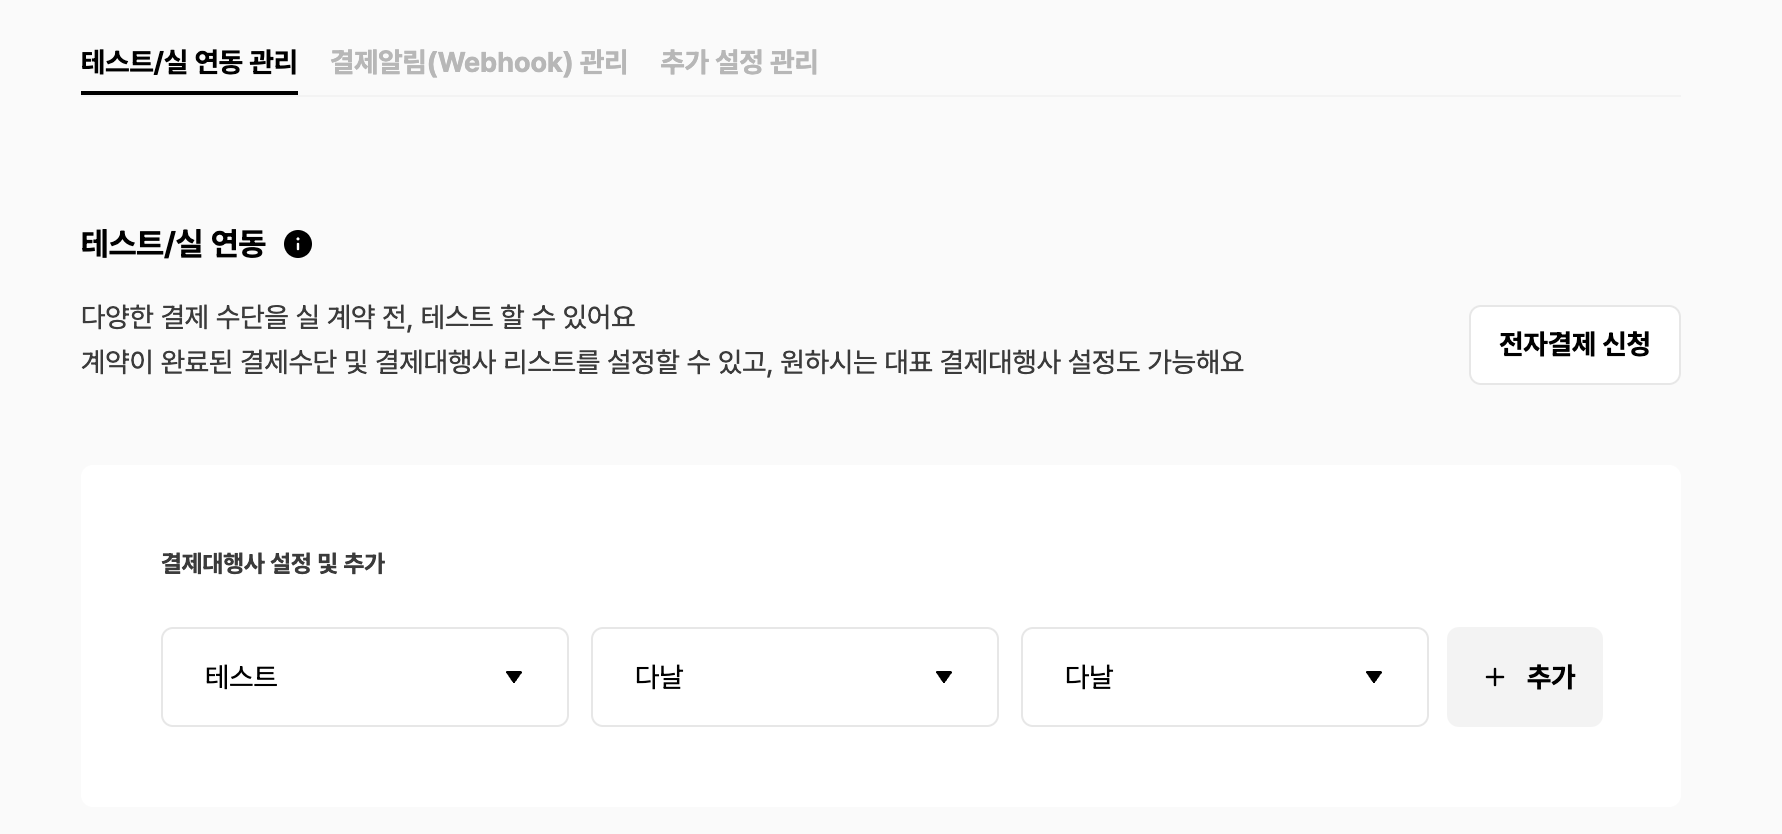 테스트/실 연동 관리 결제알림(Webhook) 관리 추가 설정 관리
테스트/실 연동
다양한 결제 수단을 실 계약 전, 테스트 할 수 있어요
계약이 완료된 결제수단 및 결제대행사 리스트를 설정할 수 있고, 원하시는 대표 결제대행사 설정도 가능해요
전자결제 신청
결제대행사 설정 및 추가
테스트 다날 다날 + 추가